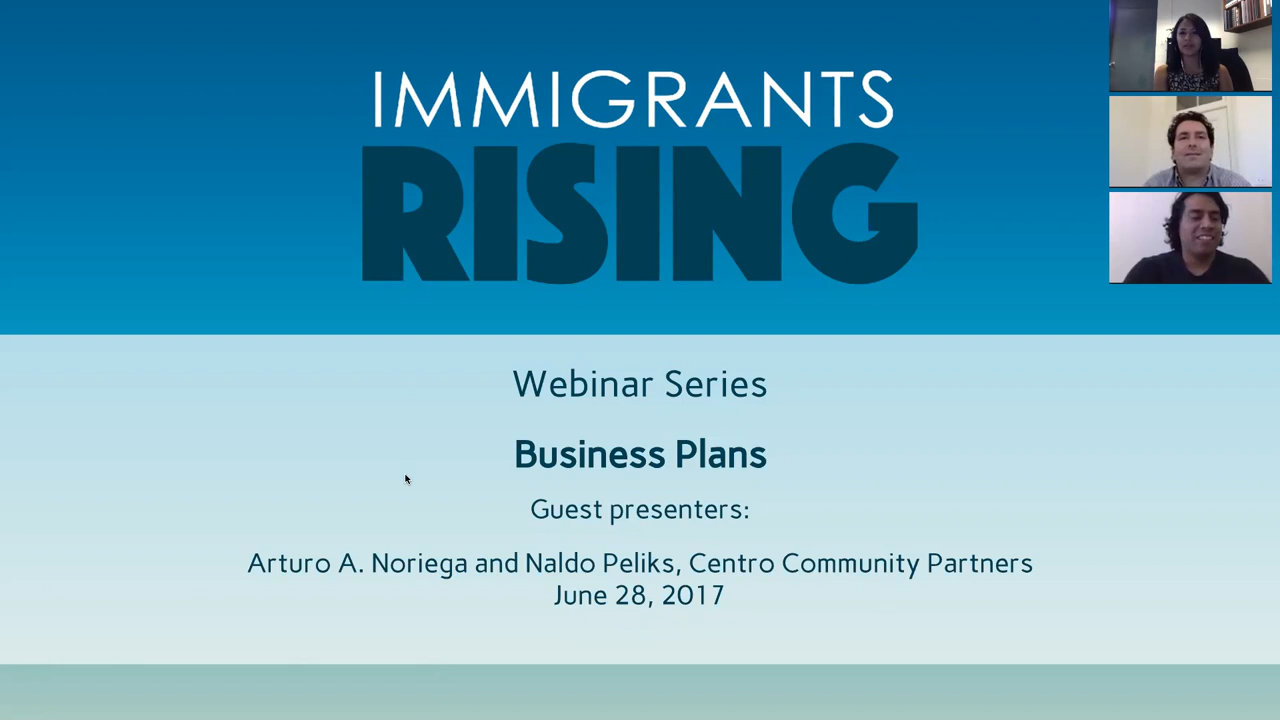 IMMIGRANTS
RISING
Webinar Series
Business Plans
Guest presenters:
Arturo A. Noriega and Naldo Peliks, Centro Community Partners
June 28, 2017